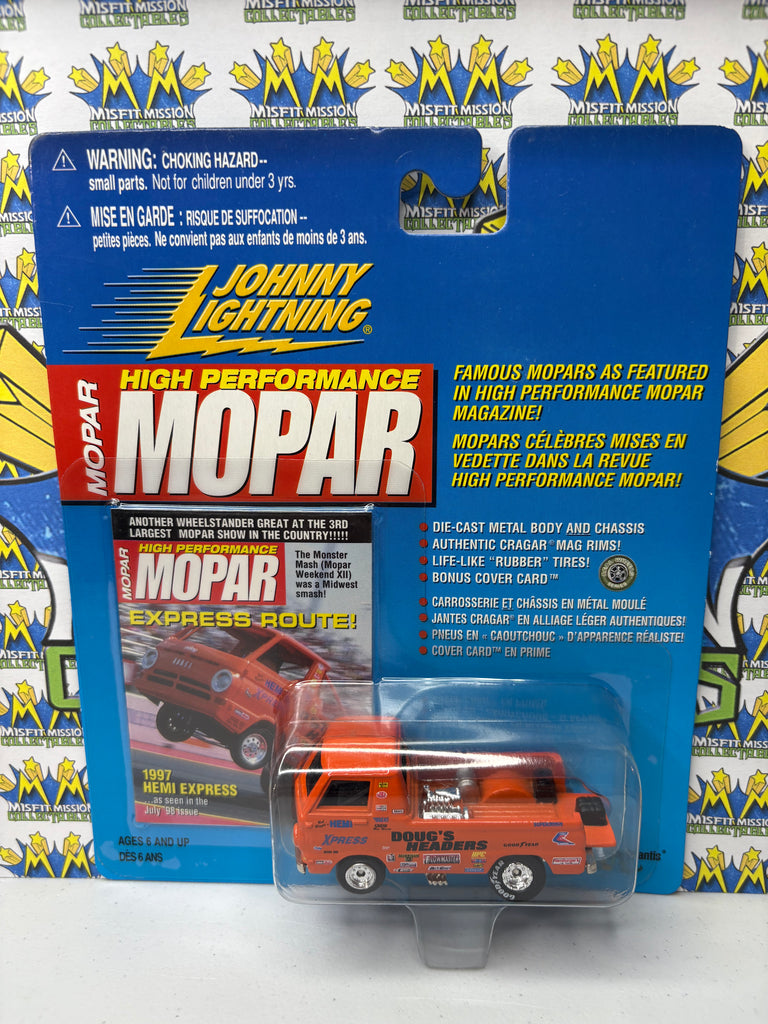 MISFIT MISSION
COLLECTABLES
WARNING: CHOKING HAZARD--
small parts. Not for children under 3 yrs.
MISE EN GARDE : RISQUE DE SUFFOCATION --
petites pièces. Ne convient pas aux enfants de moins de 3 ans.
JOHNNY
LIGHTNING®
MOPAR
HIGH PERFORMANCE
MOPAR
FAMOUS MOPARS AS FEATURED
IN HIGH PERFORMANCE MOPAR
MAGAZINE!
MOPARS CÉLÈBRES MISES EN
VEDETTE DANS LA REVUE
HIGH PERFORMANCE MOPAR!
DIE-CAST METAL BODY AND CHASSIS
AUTHENTIC CRAGAR® MAG RIMS!
LIFE-LIKE "RUBBER" TIRES!
BONUS COVER CARD™
CARROSSERIE ET CHÂSSIS EN MÉTAL MOULÉ
JANTES CRAGAR® EN ALLIAGE LÉGER AUTHENTIQUES!
PNEUS EN « CAOUTCHOUC » D'APPARENCE RÉALISTE!
COVER CARD™ EN PRIME
ANOTHER WHEELSTANDER GREAT AT THE 3RD
LARGEST MOPAR SHOW IN THE COUNTRY!!!!!
MOPAR
HIGH PERFORMANCE
MOPAR
The Monster
Mash (Mopar
Weekend XII)
was a Midwest
smash!
EXPRESS ROUTE!
1997
HEMI EXPRESS
...as seen in the
July '98 issue
AGES 6 AND UP
DÈS 6 ANS
HEMI
XPRESS
DOUG'S
HEADERS
GOODYEAR
FLOWMASTER
GOODYEAR